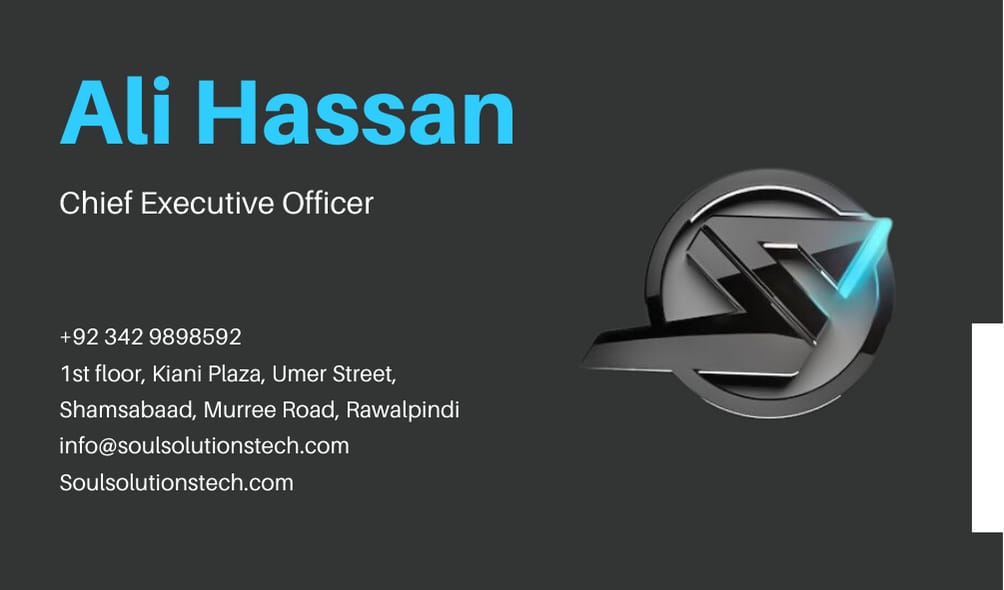 Ali Hassan
Chief Executive Officer
+92 342 9898592
1st floor, Kiani Plaza, Umer Street,
Shamsabaad, Murree Road, Rawalpindi
info@soulsolutionstech.com
Soulsolutionstech.com